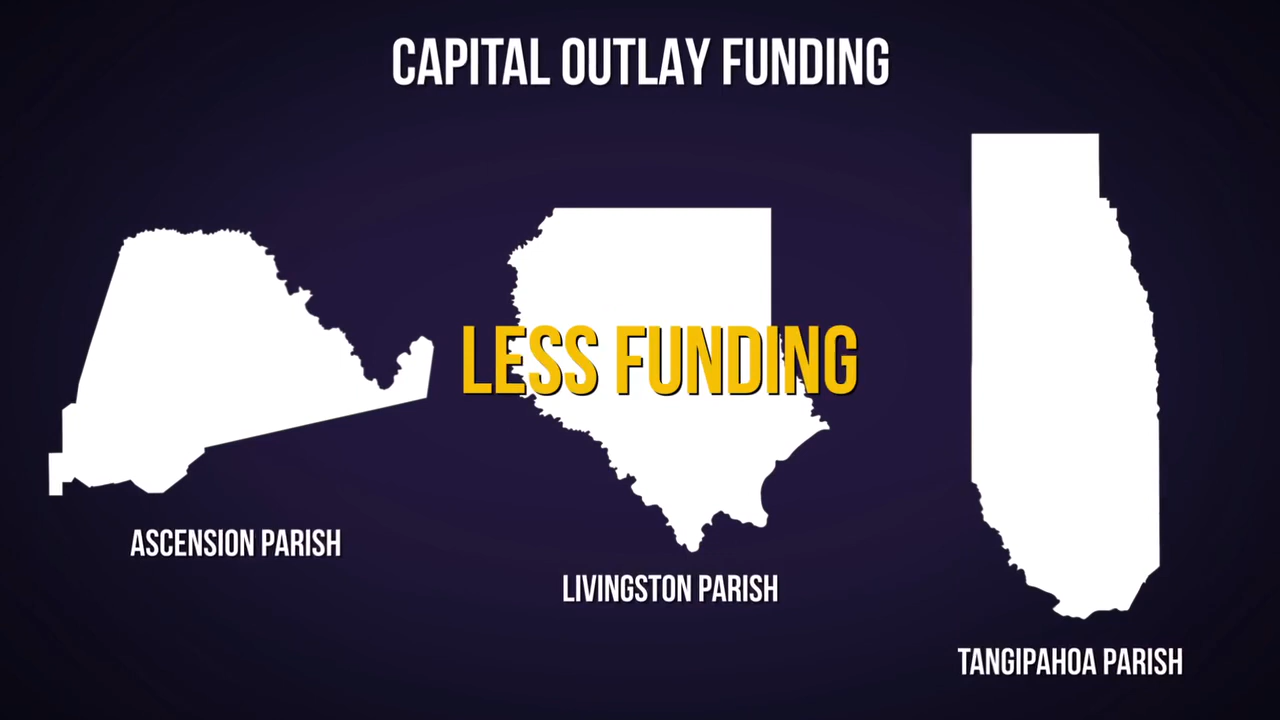 CAPITAL OUTLAY FUNDING
LESS FUNDING
ASCENSION PARISH
LIVINGSTON PARISH
TANGIPAHOA PARISH